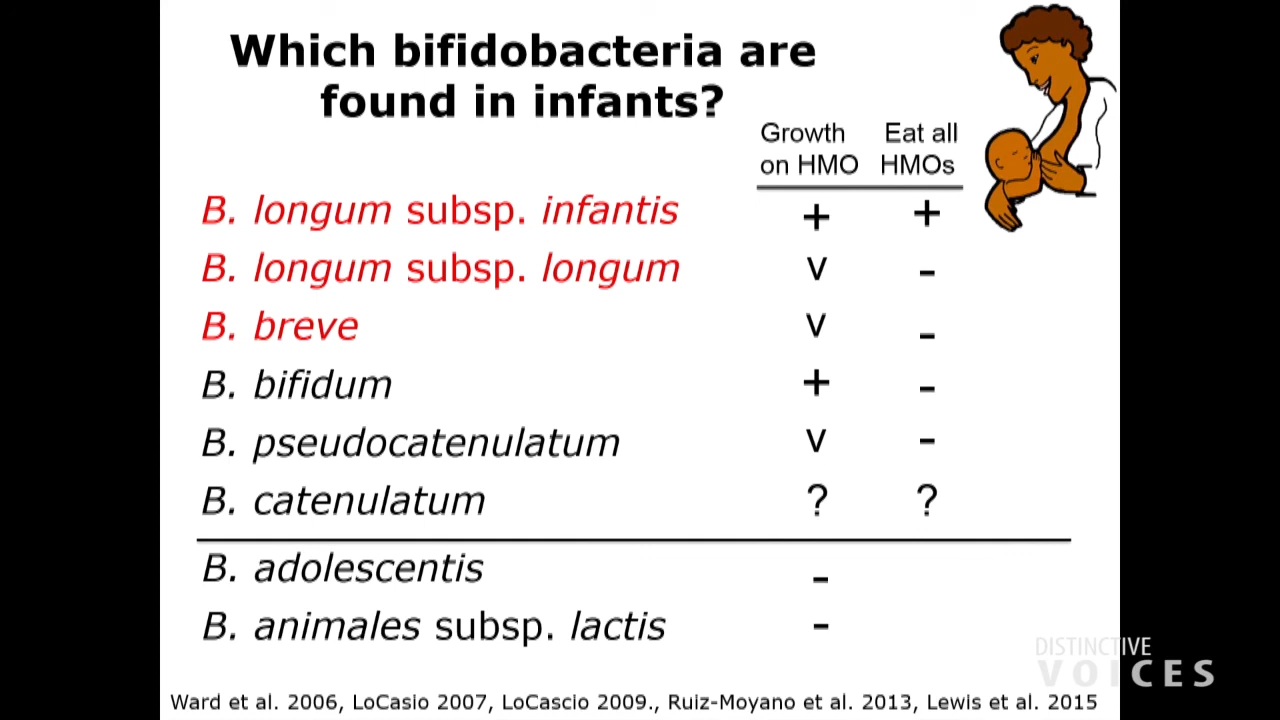 Which bifidobacteria are
found in infants?
Growth Eat all
on HMO HMOs
B. longum subsp. infantis + +
B. longum subsp. longum v -
B. breve v -
B. bifidum + -
B. pseudocatenulatum v -
B. catenulatum ? ?
B. adolescentis -
B. animales subsp. lactis -
DISTINCTIVE
VOICES
Ward et al. 2006, LoCasio 2007, LoCascio 2009., Ruiz-Moyano et al. 2013, Lewis et al. 2015